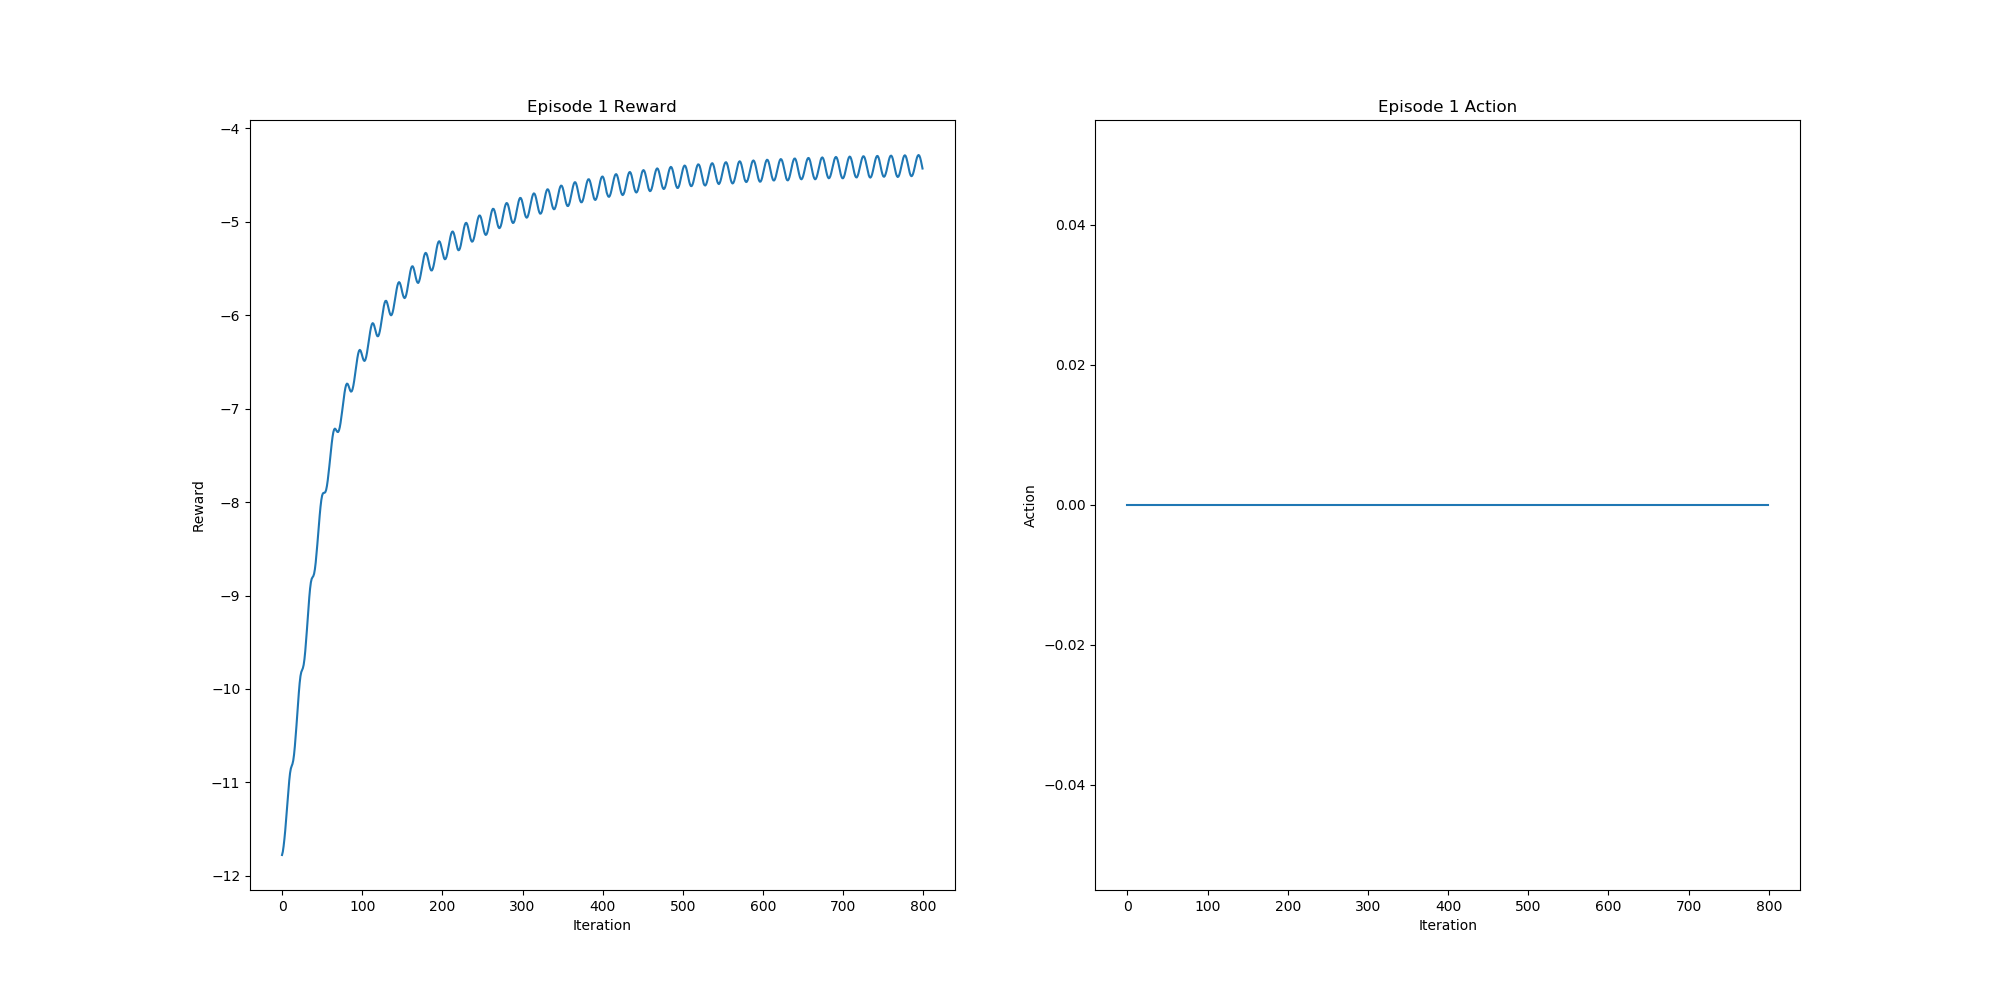 Episode 1 Reward
−4
−5
−6
−7
−8
−9
−10
−11
−12
Reward
0 100 200 300 400 500 600 700 800
Iteration
Episode 1 Action
0.04
0.02
0.00
−0.02
−0.04
Action
0 100 200 300 400 500 600 700 800
Iteration